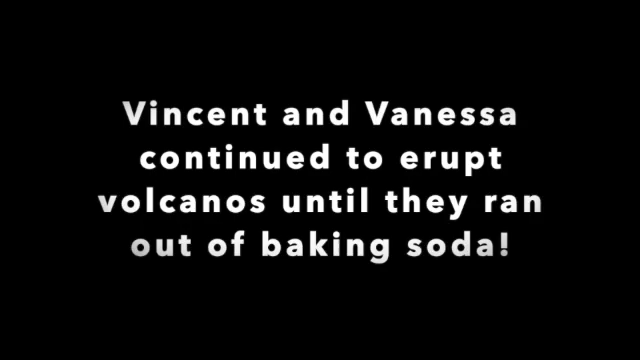 Vincent and Vanessa
continued to erupt
volcanos until they ran
out of baking soda!